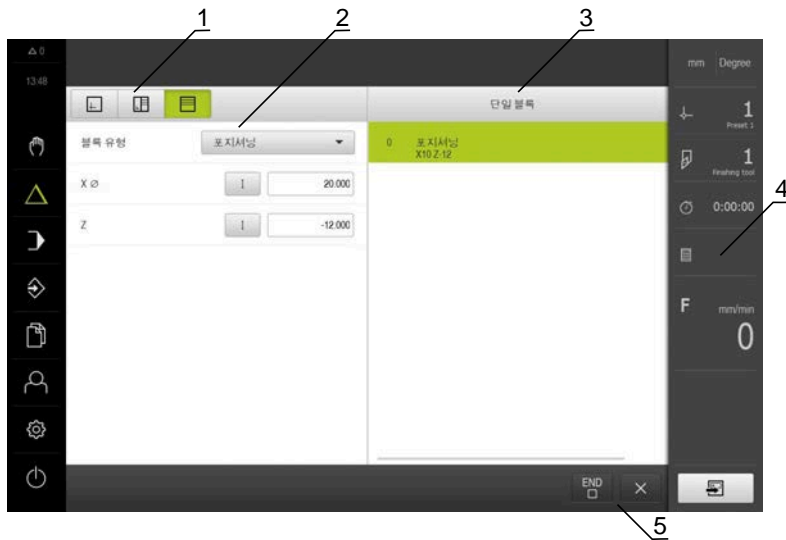 1
2
3
0
13:48
mm Degree
단일 블록
1
Preset 1
블록 유형
포지셔닝
0 포지셔닝
X10 Z-12
1
Finishing tool
X ∅
I
20.000
4
0:00:00
Z
I
-12.000
F mm/min
0
END
5